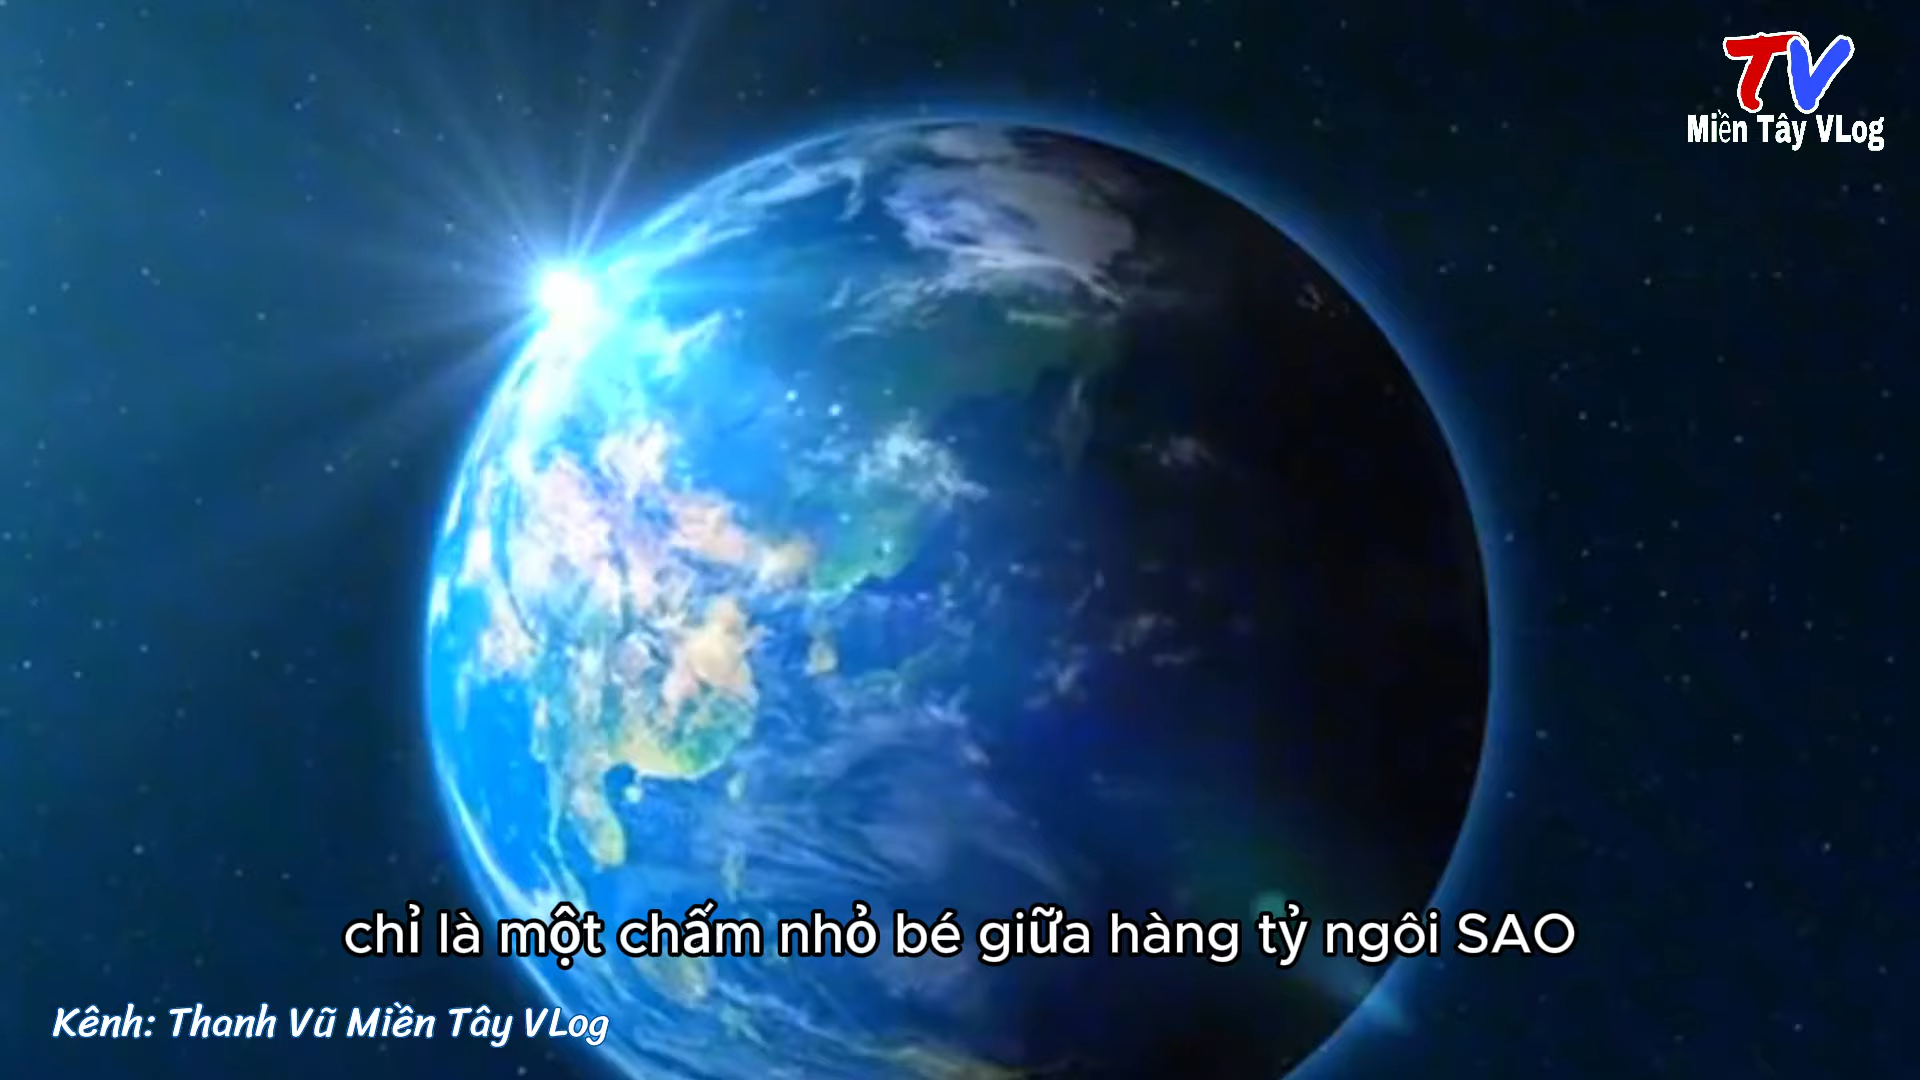 TV
Miền Tây VLog
chỉ là một chấm nhỏ bé giữa hàng tỷ ngôi SAO
Kênh: Thanh Vũ Miền Tây VLog